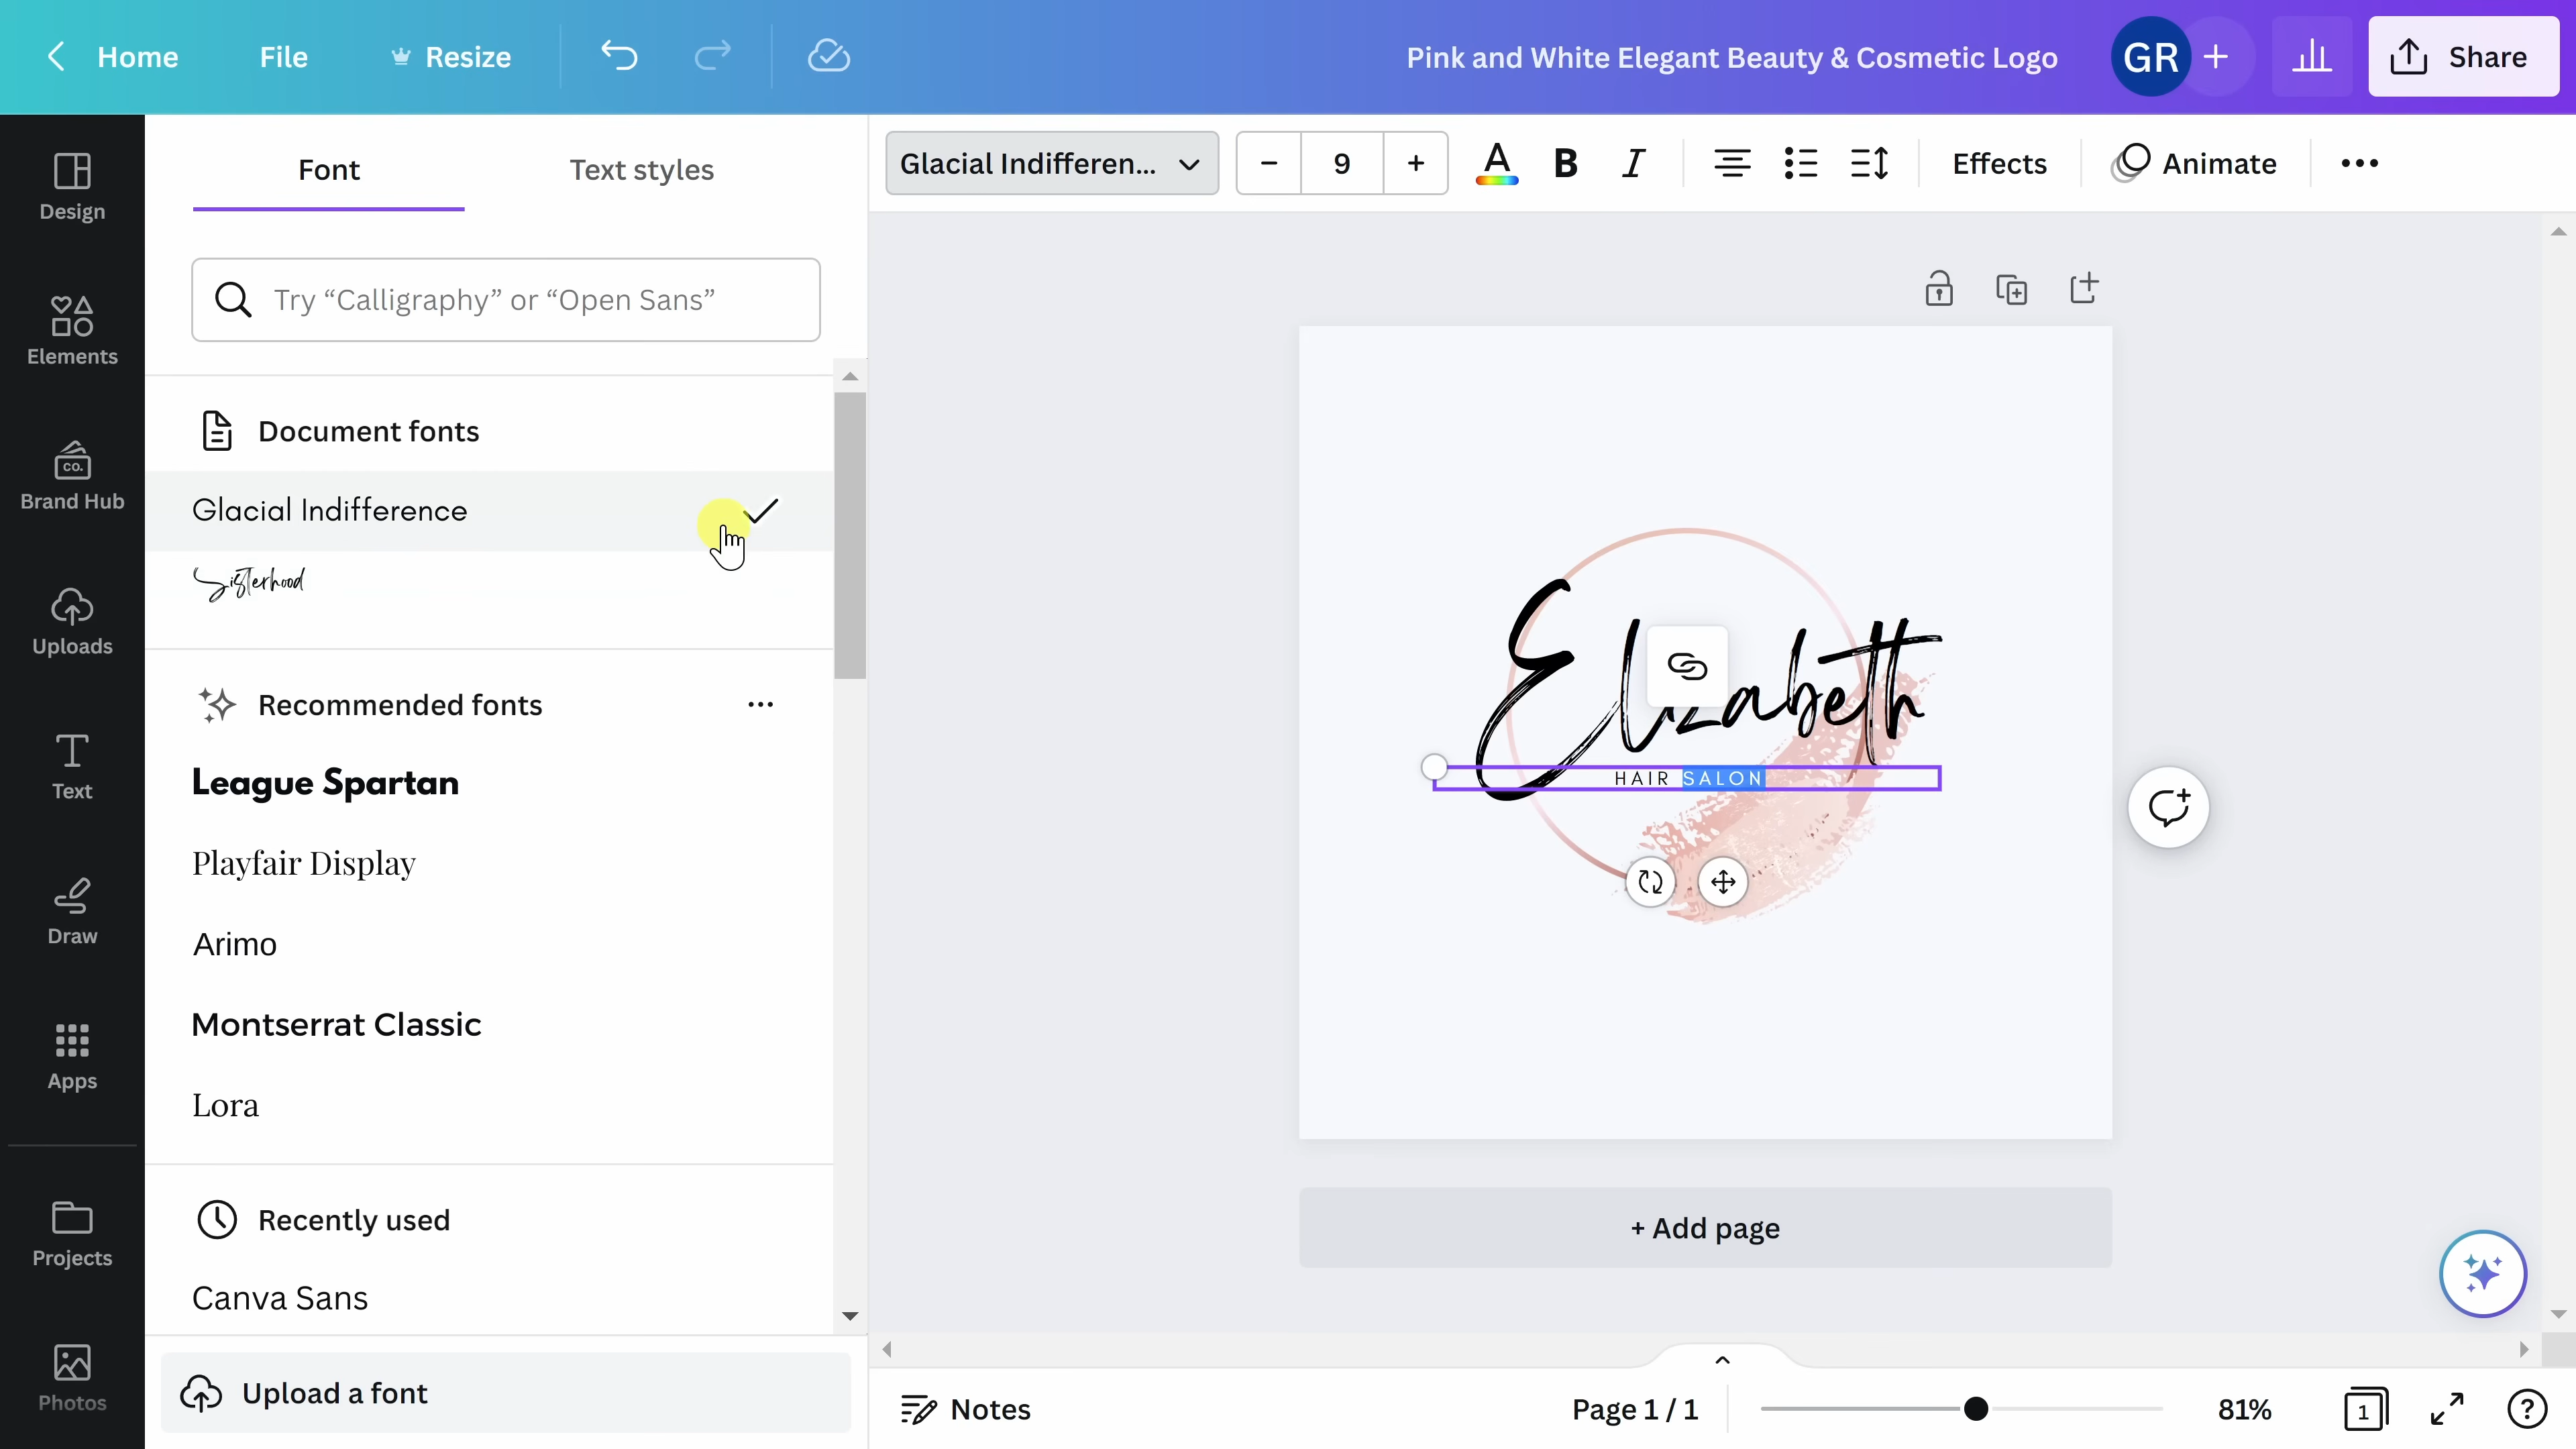 Home
File
Resize
Pink and White Elegant Beauty & Cosmetic Logo
GR
Share
Design
Elements
CO.
Brand Hub
Uploads
Text
Draw
Apps
Projects
Photos
Font
Text styles
Try “Calligraphy” or “Open Sans”
Document fonts
Glacial Indifference
Sisterhood
Recommended fonts
League Spartan
Playfair Display
Arimo
Montserrat Classic
Lora
Recently used
Canva Sans
Upload a font
Glacial Indifferen...
9
A
B
I
Effects
Animate
Elizabeth
HAIR SALON
+ Add page
Notes
Page 1 / 1
81%
1
?